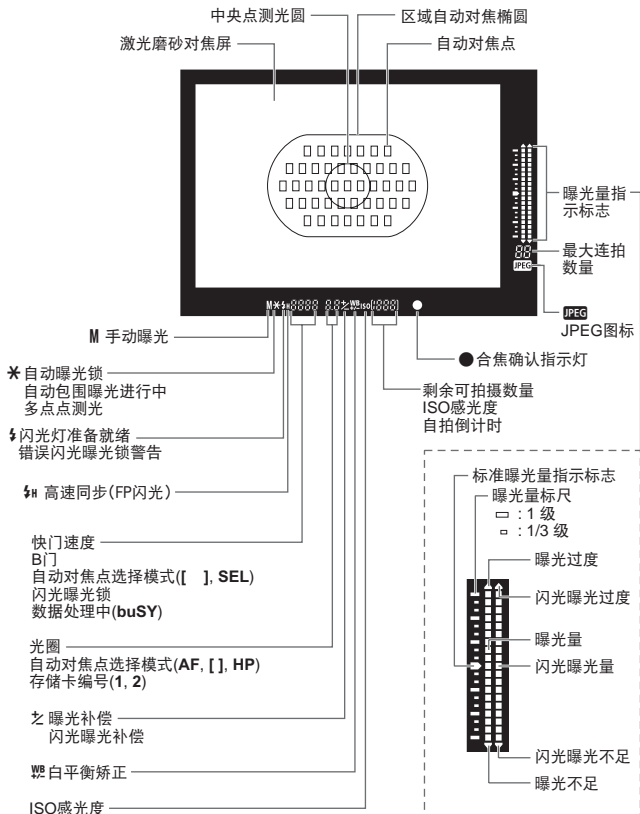 中央点测光圆
区域自动对焦椭圆
激光磨砂对焦屏
自动对焦点
曝光量指
示标志
最大连拍
数量
JPEG
JPEG
JPEG图标
M 手动曝光
●合焦确认指示灯
自动曝光锁
自动包围曝光进行中
多点点测光
剩余可拍摄数量
ISO感光度
自拍倒计时
闪光灯准备就绪
错误闪光曝光锁警告
H 高速同步(FP闪光)
快门速度
B门
自动对焦点选择模式([ ], SEL)
闪光曝光锁
数据处理中(buSY)
光圈
自动对焦点选择模式(AF, [ ], HP)
存储卡编号(1, 2)
曝光补偿
闪光曝光补偿
WB 白平衡矫正
ISO感光度
标准曝光量指示标志
曝光量标尺
: 1 级
: 1/3 级
曝光过度
闪光曝光过度
曝光量
闪光曝光量
闪光曝光不足
曝光不足